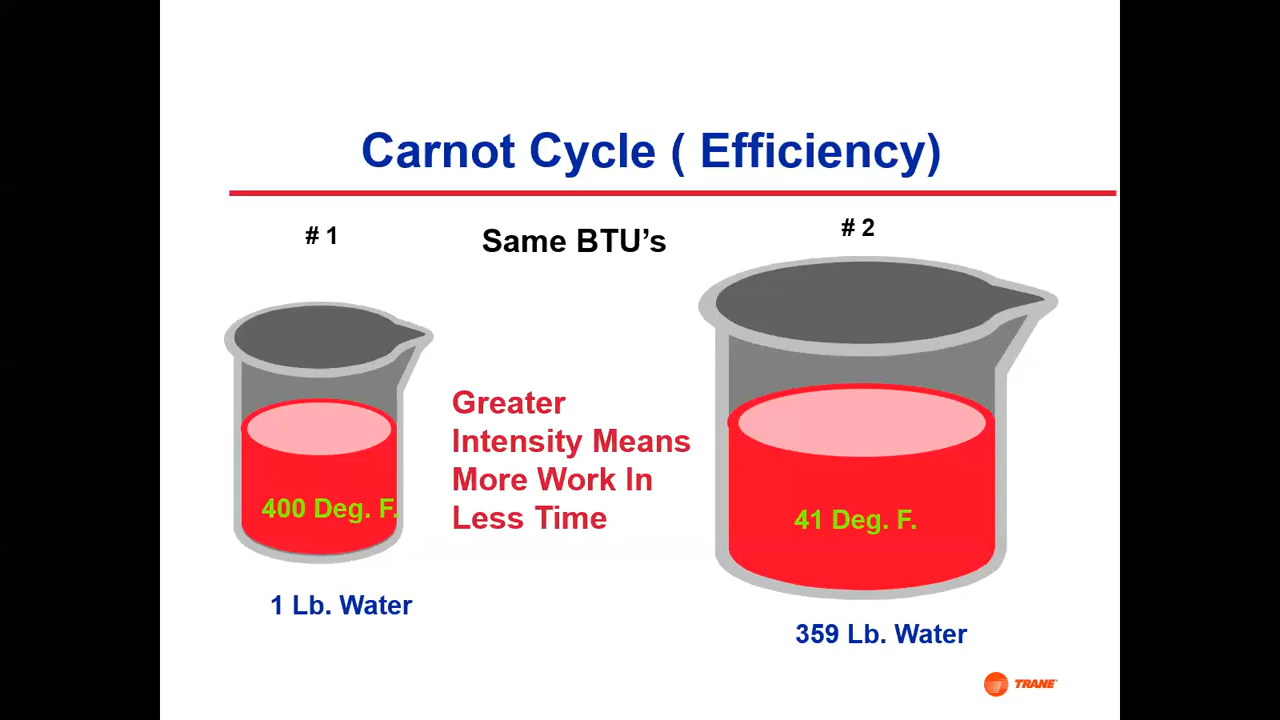 Carnot Cycle ( Efficiency)
# 1
Same BTU’s
# 2
Greater
Intensity Means
More Work In
Less Time
400 Deg. F.
41 Deg. F.
1 Lb. Water
359 Lb. Water
TRANE